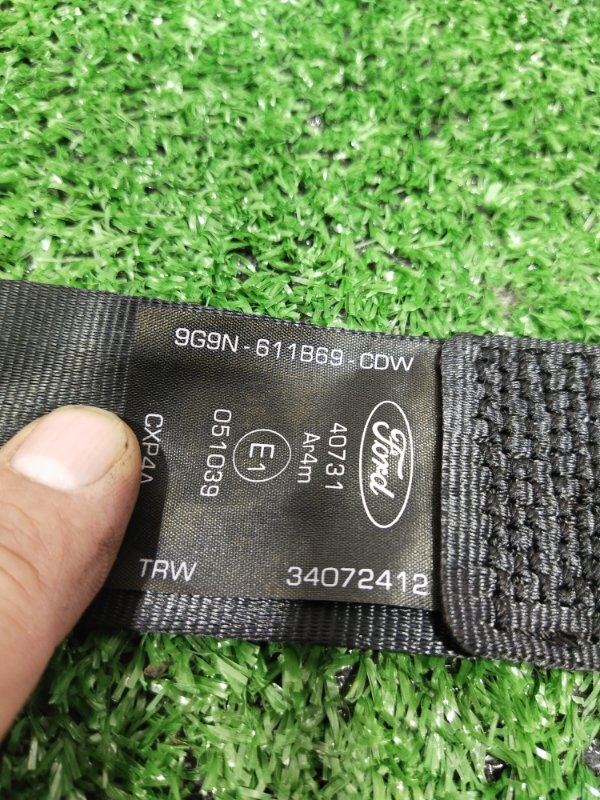 9G9N-611B69-CDW
Ford
40731
Ar4m
E1
051039
CXP4A
TRW
34072412